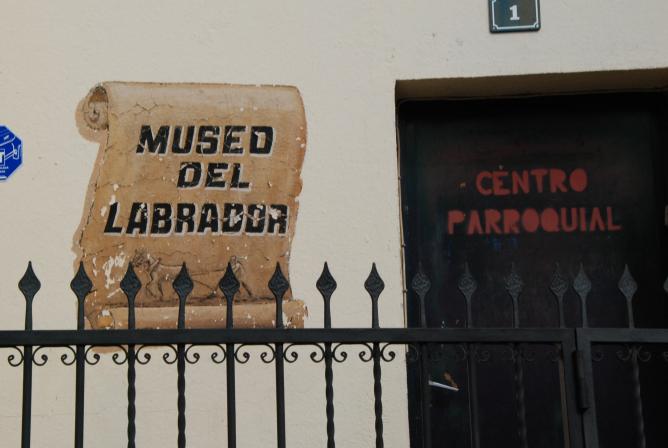 1
MUSEO
DEL
LABRADOR
CENTRO
PARROQUIAL